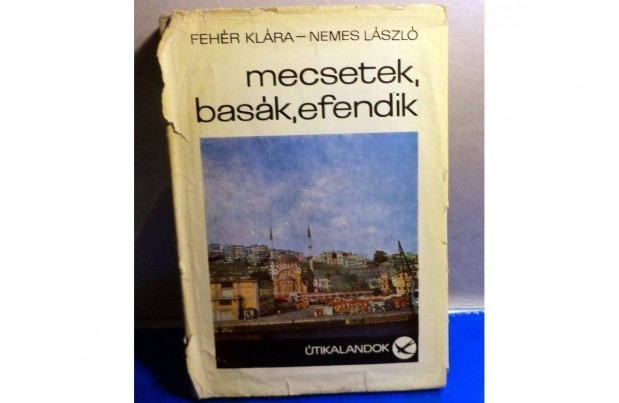 FEHÉR KLÁRA – NEMES LÁSZLÓ
mecsetek,
basák, efendik
ÚTIKALANDOK